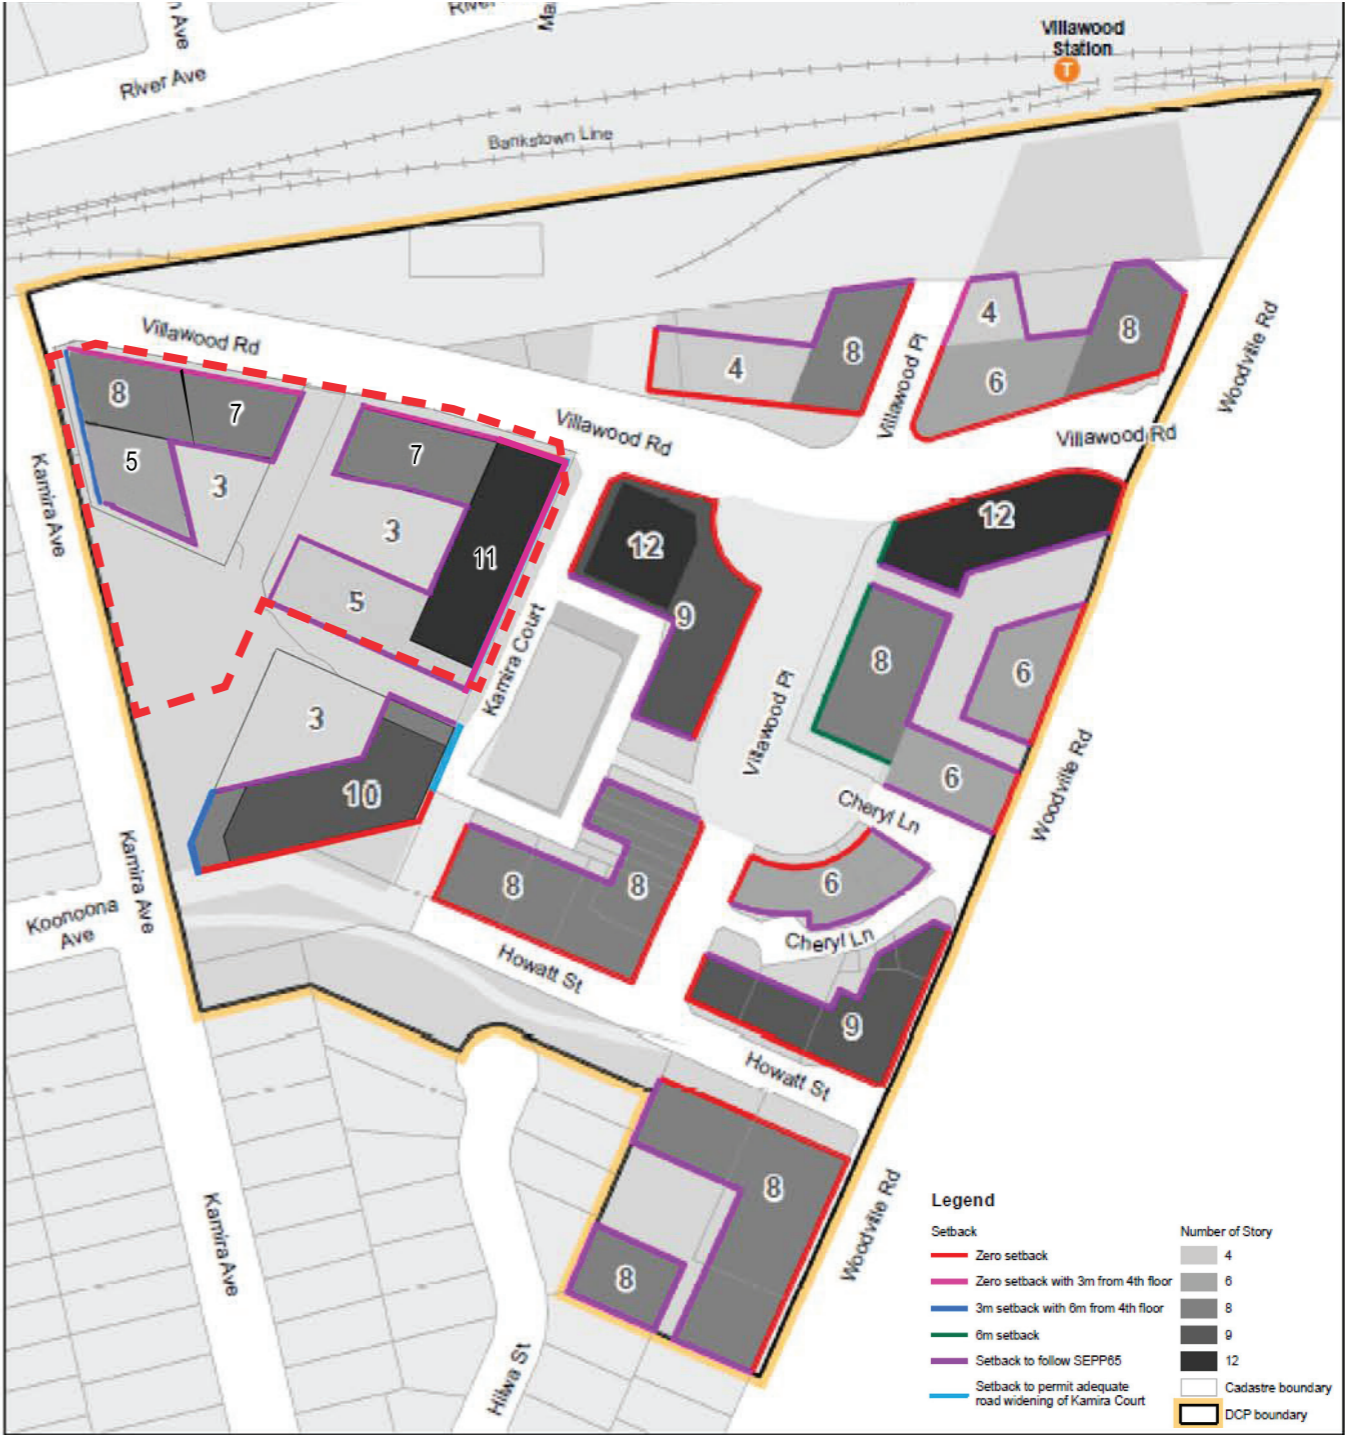 n Ave
River
Ma
River Ave
Villawood
Station
T
Bankstown Line
Villawood Rd
8
7
5
3
Kamira Ave
7
3
11
5
Villawood Rd
4
8
Villawood Pl
4
6
8
Villawood Rd
Woodville Rd
12
9
Kamira Court
12
8
6
6
Villawood Pl
Woodville Rd
3
10
Cheryl Ln
8
8
6
Cheryl Ln
Kamira Ave
Koonoona
Ave
Howatt St
9
Howatt St
8
8
Woodville Rd
Kamira Ave
Hilwa St
Legend
Setback
Zero setback
Zero setback with 3m from 4th floor
3m setback with 6m from 4th floor
6m setback
Setback to follow SEPP65
Setback to permit adequate
road widening of Kamira Court
Number of Story
4
6
8
9
12
Cadastre boundary
DCP boundary